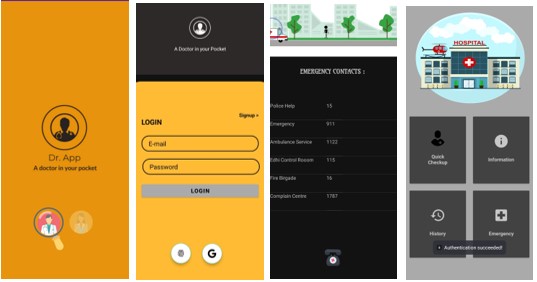 Dr. App
A doctor in your pocket
A Doctor in your Pocket
Signup »
LOGIN
E-mail
Password
LOGIN
G
EMERGENCY CONTACTS :
Police Help 15
Emergency 911
Ambulance Service 1122
Edhi Control Rooom 115
Fire Brigade 16
Complain Centre 1787
HOSPITAL
Quick
Checkup
Information
History
Emergency
Authentication succeeded!